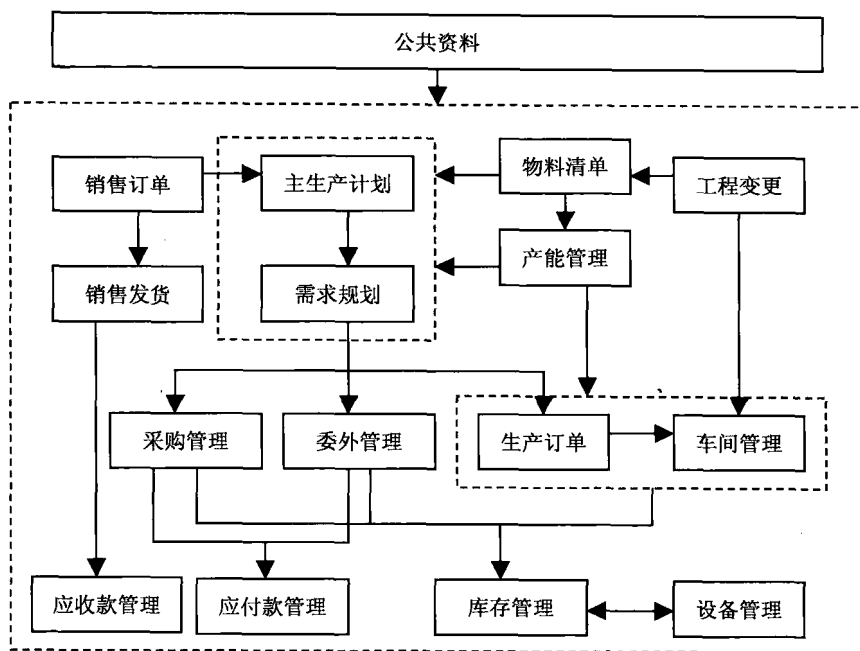 公共资料
销售订单
主生产计划
物料清单
工程变更
销售发货
需求规划
产能管理
采购管理
委外管理
生产订单
车间管理
应收款管理
应付款管理
库存管理
设备管理